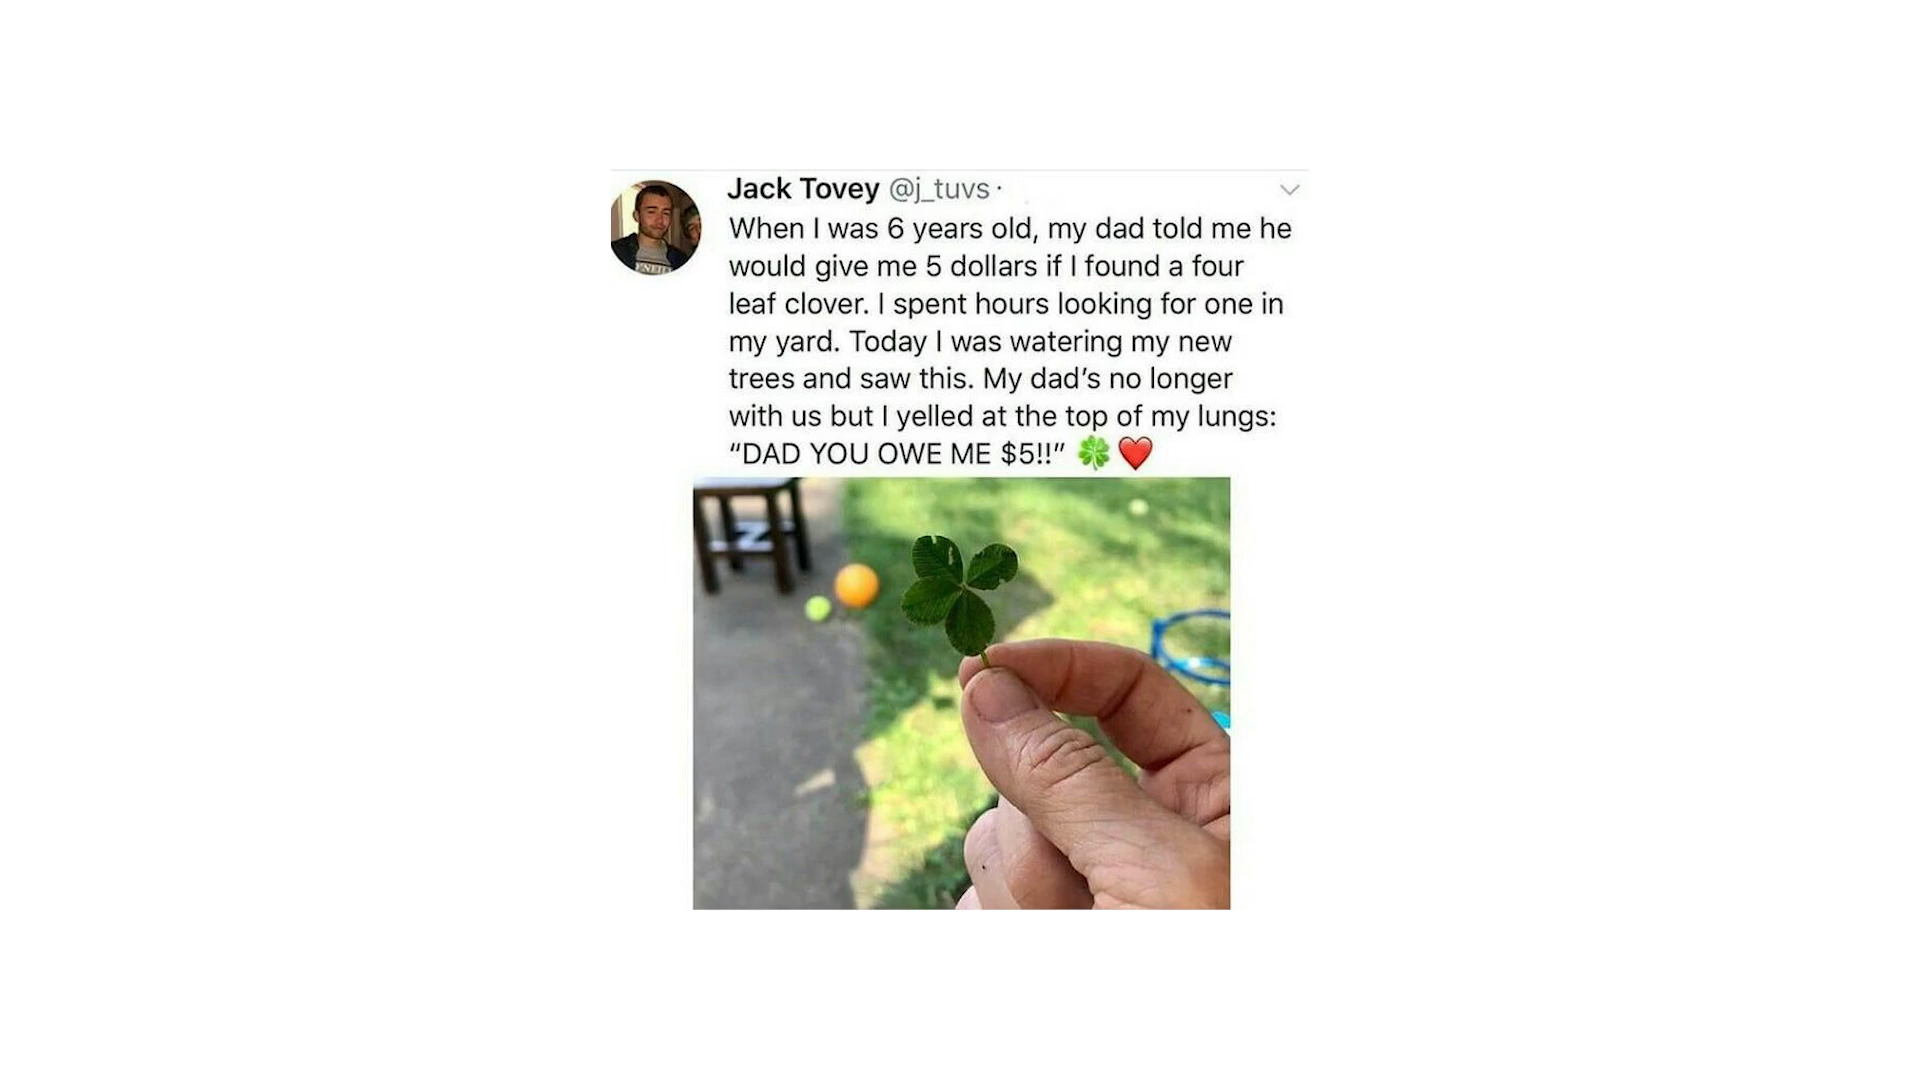 Jack Tovey @j_tuvs ·
When I was 6 years old, my dad told me he
would give me 5 dollars if I found a four
leaf clover. I spent hours looking for one in
my yard. Today I was watering my new
trees and saw this. My dad’s no longer
with us but I yelled at the top of my lungs:
“DAD YOU OWE ME $5!!” 🍀 ❤️